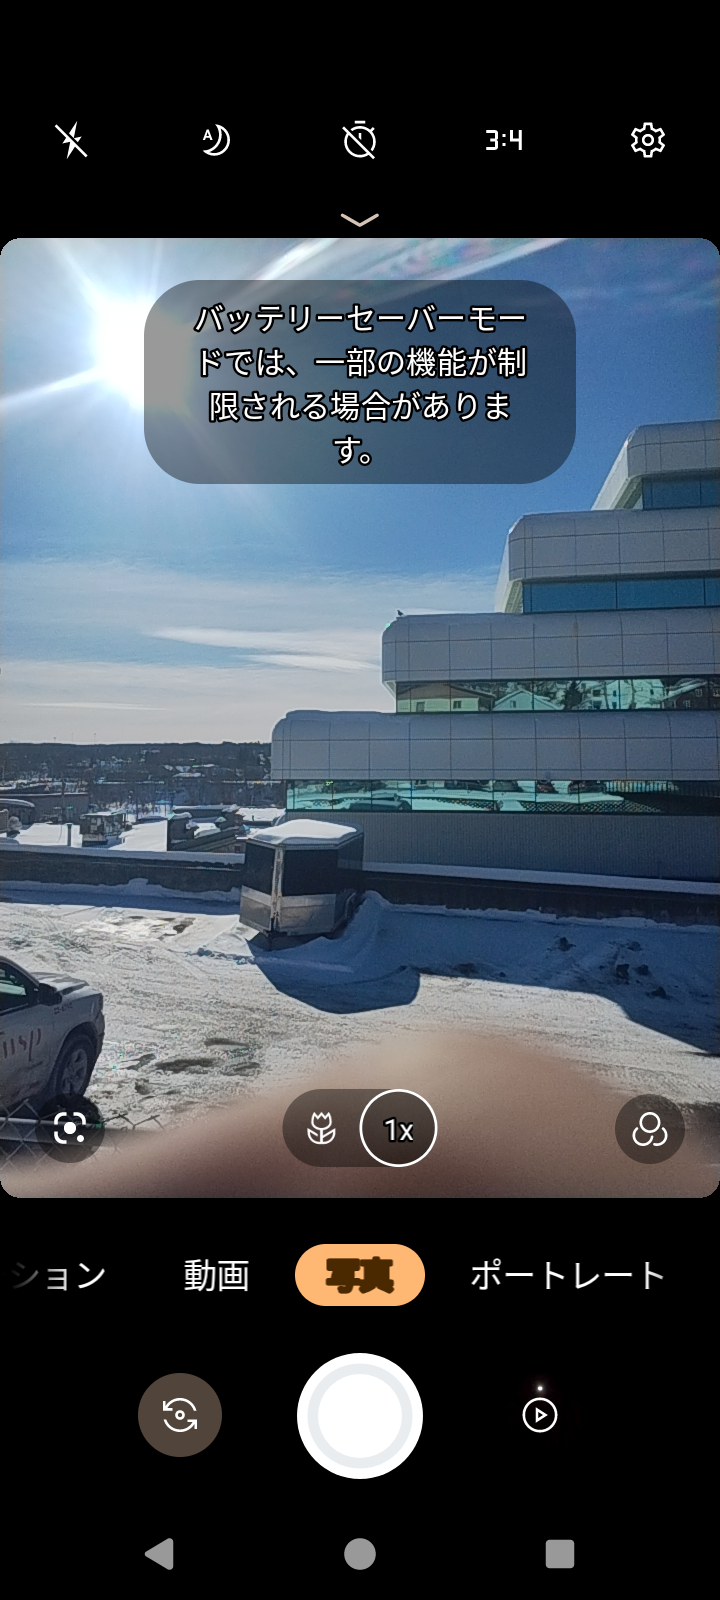 A
3:4
バッテリーセーバーモー
ドでは、一部の機能が制
限される場合がありま
す。
1x
ション 動画 写真 ポートレート